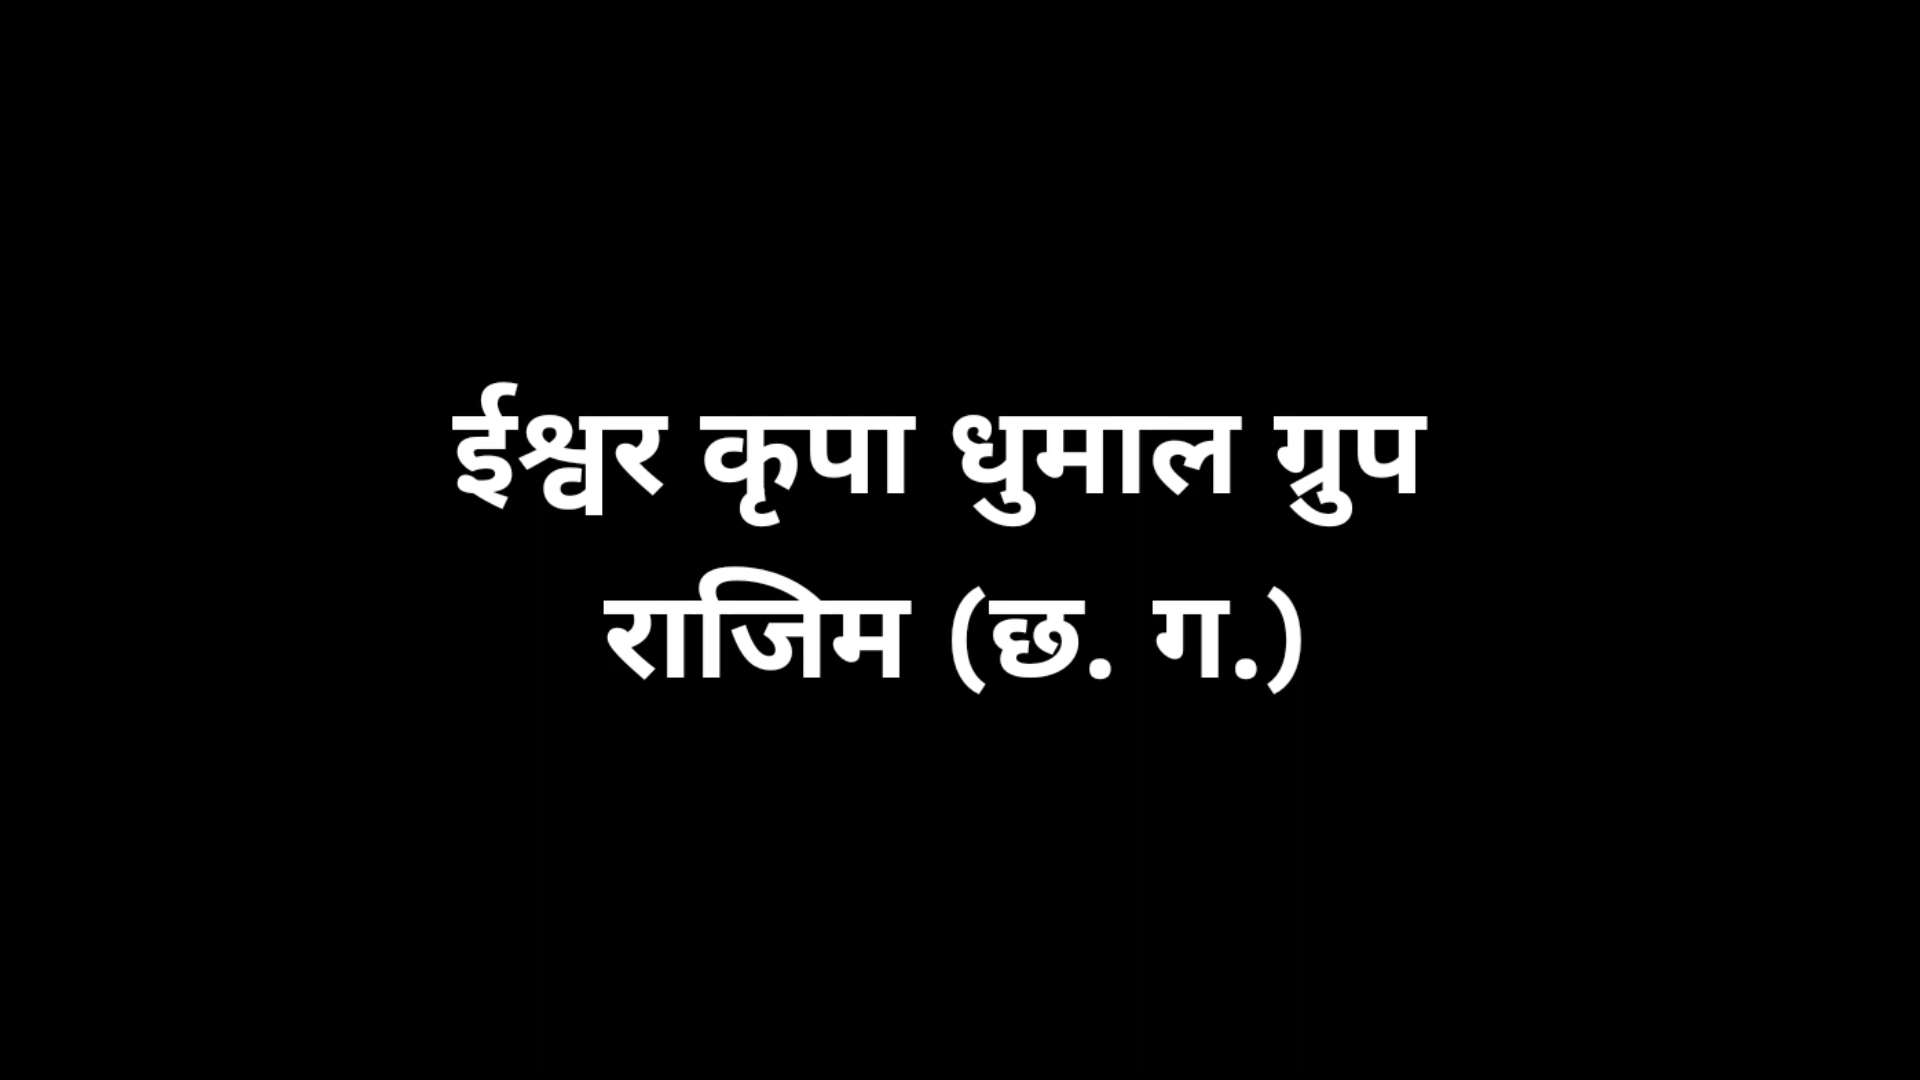 ईश्वर कृपा धुमाल ग्रुप
राजिम (छ. ग.)